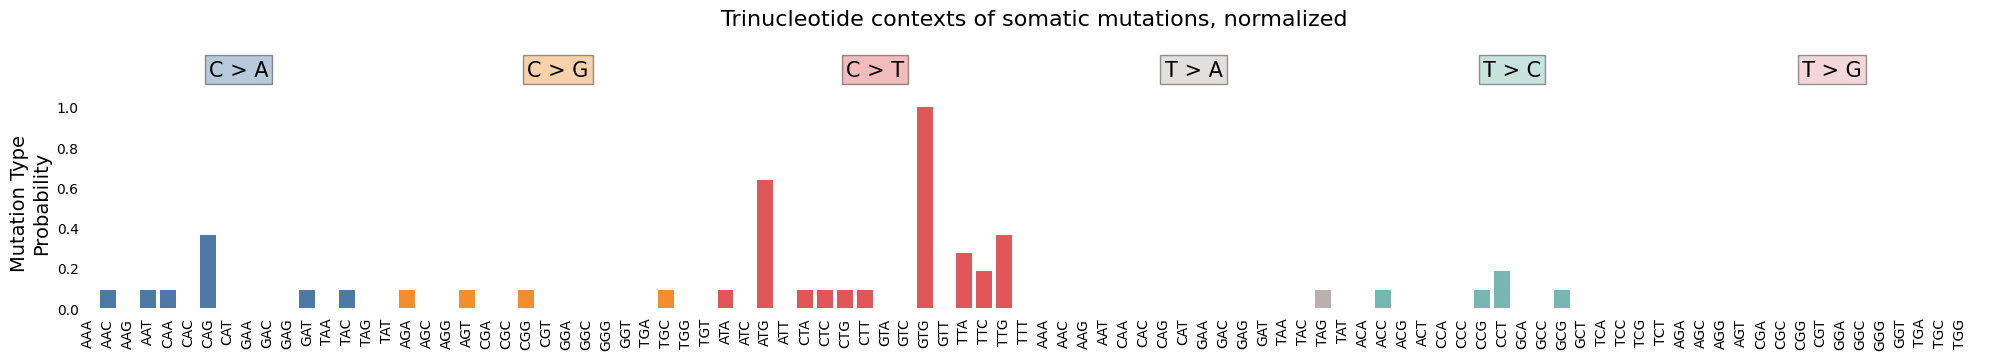 Trinucleotide contexts of somatic mutations, normalized
C > A C > G C > T T > A T > C T > G
Mutation Type
Probability
1.0
0.8
0.6
0.4
0.2
0.0
AAA AAC AAG AAT CAA CAC CAG CAT GAA GAC GAG GAT TAA TAC TAG TAT AGA AGC AGG AGT CGA CGC CGG CGT GGA GGC GGG GGT TGA TGC TGG TGT ATA ATC ATG ATT CTA CTC CTG CTT GTA GTC GTG GTT TTA TTC TTG TTT AAA AAC AAG AAT CAA CAC CAG CAT GAA GAC GAG GAT TAA TAC TAG TAT ACA ACC ACG ACT CCA CCC CCG CCT GCA GCC GCG GCT TCA TCC TCG TCT AGA AGC AGG AGT CGA CGC CGG CGT GGA GGC GGG GGT TGA TGC TGG